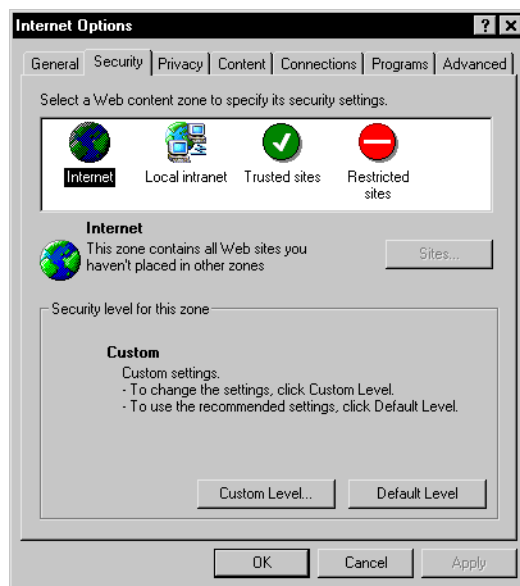 Internet Options
General Security Privacy Content Connections Programs Advanced
Select a Web content zone to specify its security settings.
Internet Local intranet Trusted sites Restricted
sites
Internet
This zone contains all Web sites you
haven't placed in other zones
Sites...
Security level for this zone
Custom
Custom settings.
- To change the settings, click Custom Level.
- To use the recommended settings, click Default Level.
Custom Level... Default Level
OK Cancel Apply